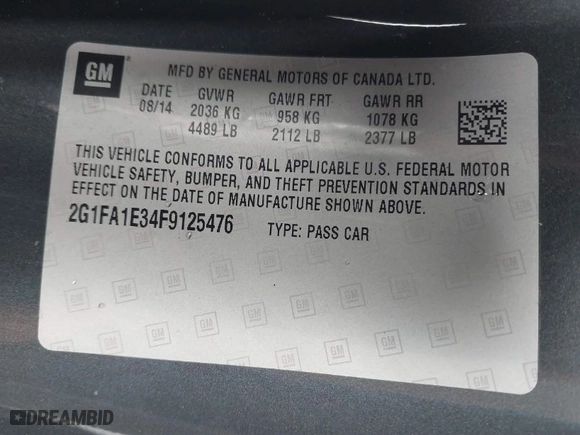 GM
MFD BY GENERAL MOTORS OF CANADA LTD.
DATE GVWR GAWR FRT GAWR RR
08/14 2036 KG 958 KG 1078 KG
4489 LB 2112 LB 2377 LB
THIS VEHICLE CONFORMS TO ALL APPLICABLE U.S. FEDERAL MOTOR
VEHICLE SAFETY, BUMPER, AND THEFT PREVENTION STANDARDS IN
EFFECT ON THE DATE OF MANUFACTURE SHOWN ABOVE.
2G1FA1E34F9125476 TYPE: PASS CAR
DREAMBID